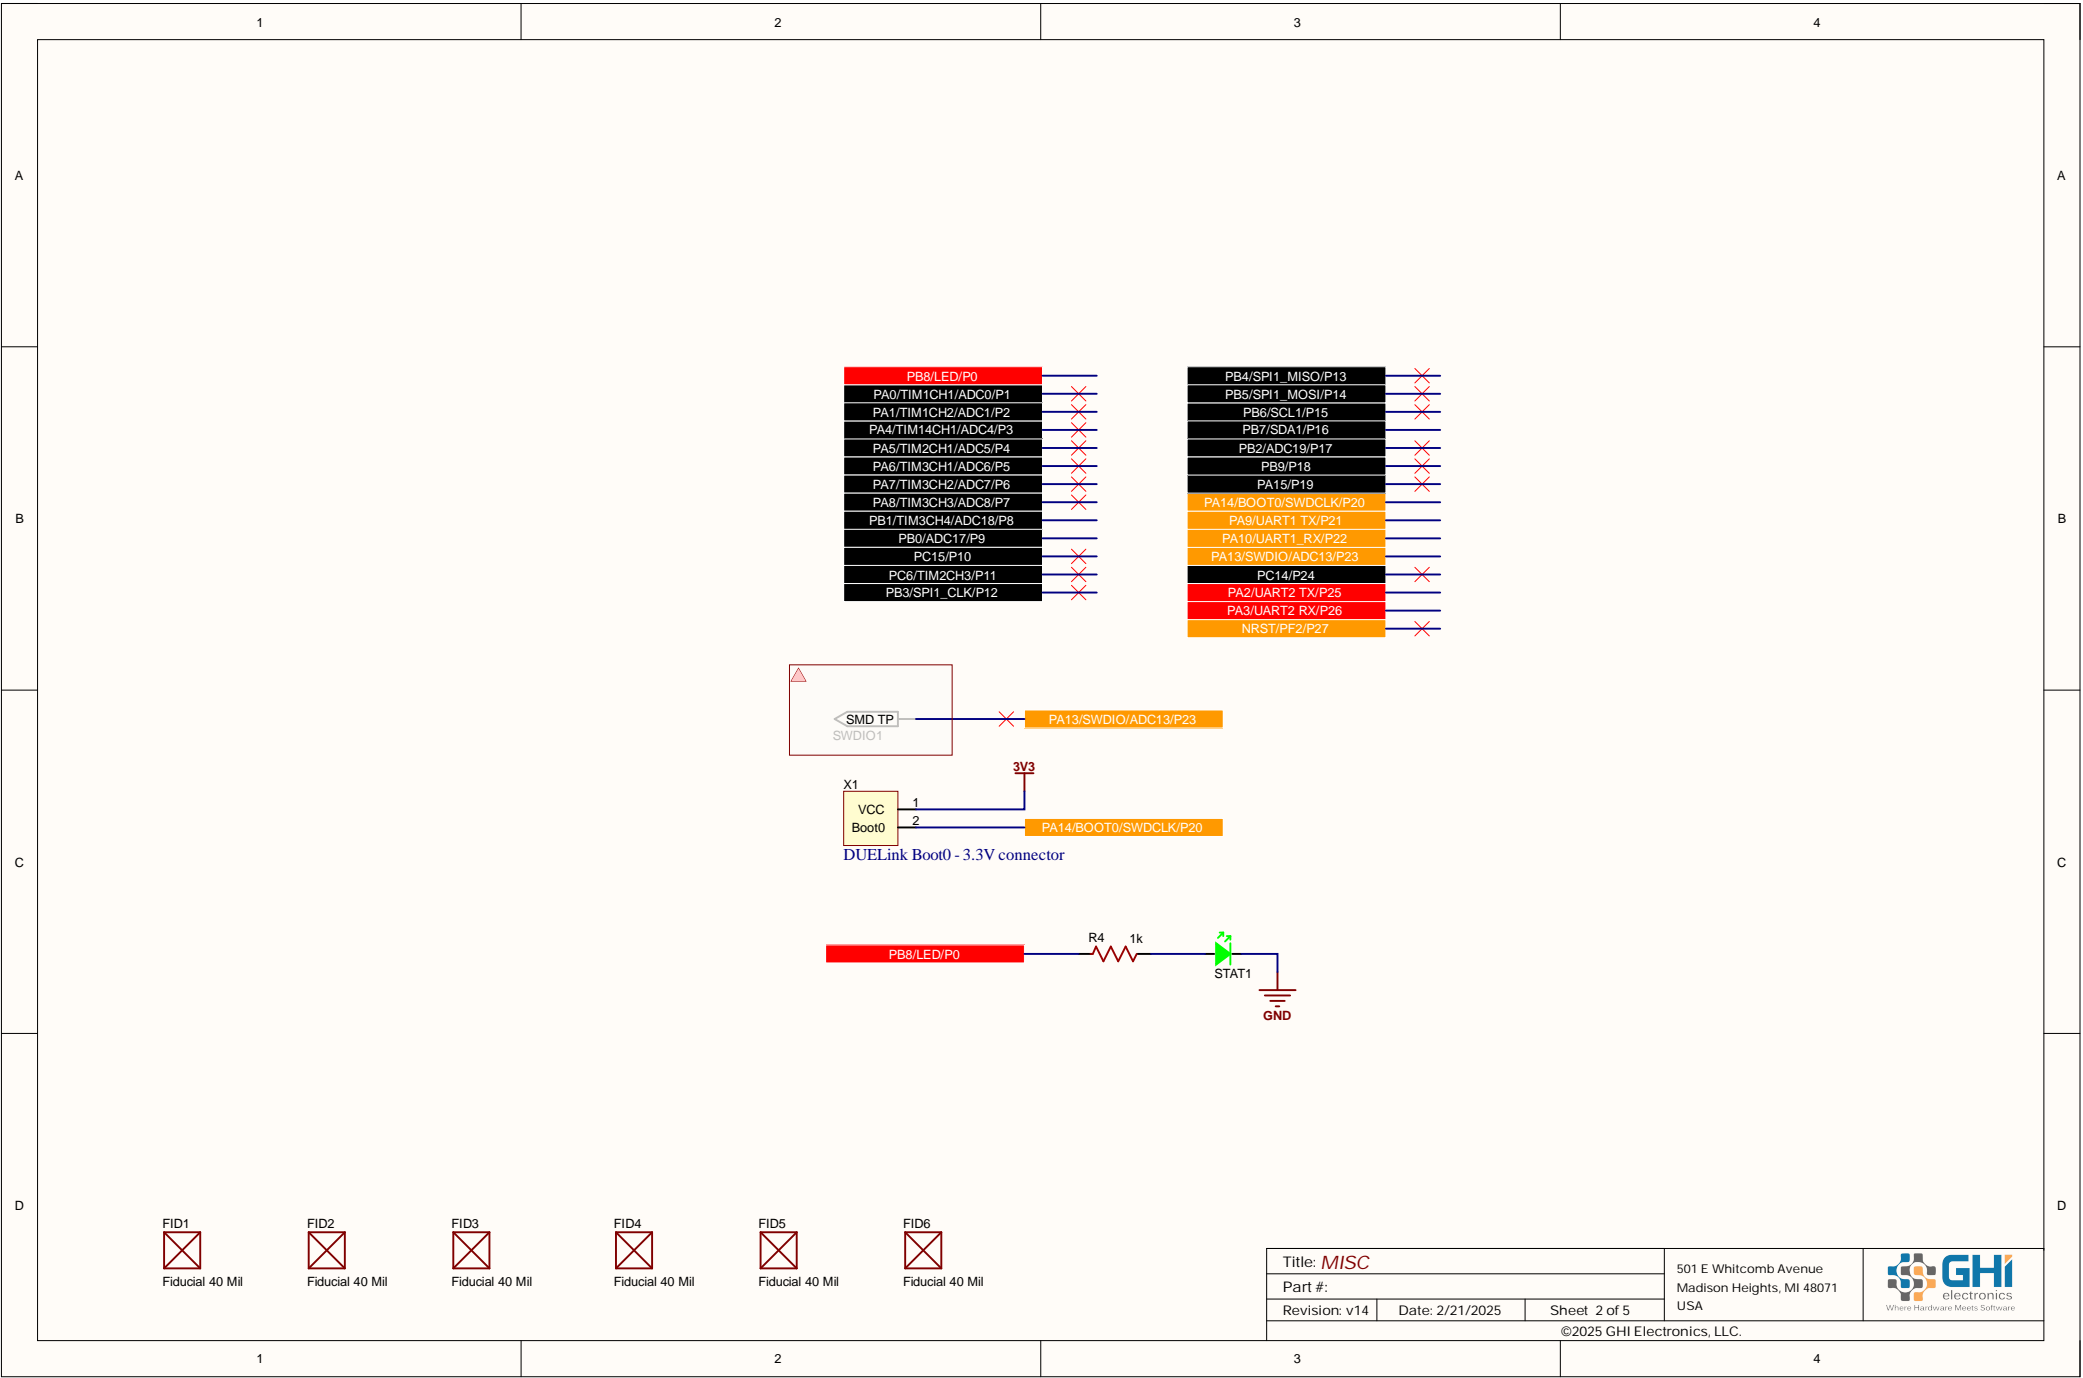 1 2 3 4
A A
PB8/LED/P0
PA0/TIM1CH1/ADC0/P1
PA1/TIM1CH2/ADC1/P2
PA4/TIM14CH1/ADC4/P3
PA5/TIM2CH1/ADC5/P4
PA6/TIM3CH1/ADC6/P5
PA7/TIM3CH2/ADC7/P6
PA8/TIM3CH3/ADC8/P7
PB1/TIM3CH4/ADC18/P8
PB0/ADC17/P9
PC15/P10
PC6/TIM2CH3/P11
PB3/SPI1_CLK/P12
PB4/SPI1_MISO/P13
PB5/SPI1_MOSI/P14
PB6/SCL1/P15
PB7/SDA1/P16
PB2/ADC19/P17
PB9/P18
PA15/P19
PA14/BOOT0/SWDCLK/P20
PA9/UART1 TX/P21
PA10/UART1_RX/P22
PA13/SWDIO/ADC13/P23
PC14/P24
PA2/UART2 TX/P25
PA3/UART2 RX/P26
NRST/PF2/P27
B B
SMD TP PA13/SWDIO/ADC13/P23
SWDIO1
3V3
X1
VCC 1
Boot0 2 PA14/BOOT0/SWDCLK/P20
DUELink Boot0 - 3.3V connector
C C
R4 1k
PB8/LED/P0
STAT1
GND
D D
FID1 FID2 FID3 FID4 FID5 FID6
Fiducial 40 Mil Fiducial 40 Mil Fiducial 40 Mil Fiducial 40 Mil Fiducial 40 Mil Fiducial 40 Mil
Title: MISC
Part #:
Revision: v14 Date: 2/21/2025 Sheet 2 of 5
501 E Whitcomb Avenue
Madison Heights, MI 48071
USA
GHI
electronics
Where Hardware Meets Software
©2025 GHI Electronics, LLC.
1 2 3 4